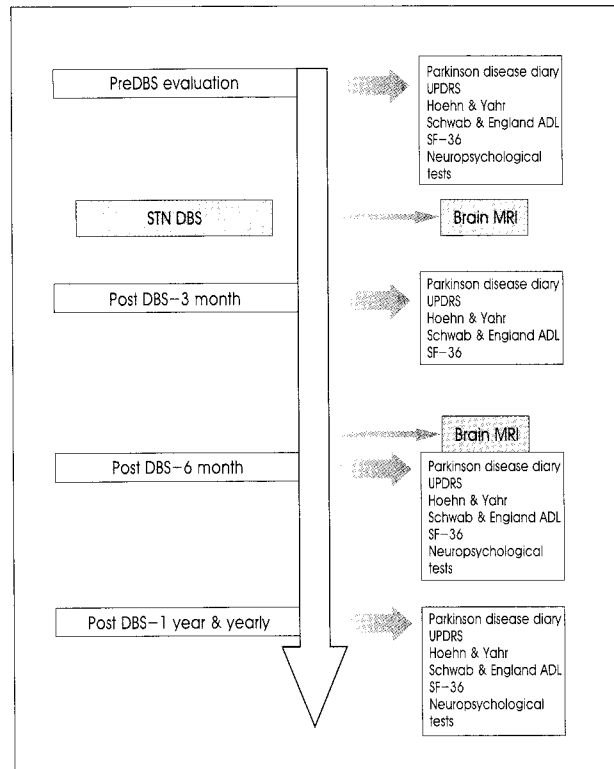 PreDBS evaluation
Parkinson disease diary
UPDRS
Hoehn & Yahr
Schwab & England ADL
SF-36
Neuropsychological
tests
STN DBS
Brain MRI
Post DBS-3 month
Parkinson disease diary
UPDRS
Hoehn & Yahr
Schwab & England ADL
SF-36
Brain MRI
Post DBS-6 month
Parkinson disease diary
UPDRS
Hoehn & Yahr
Schwab & England ADL
SF-36
Neuropsychological
tests
Post DBS-1 year & yearly
Parkinson disease diary
UPDRS
Hoehn & Yahr
Schwab & England ADL
SF-36
Neuropsychological
tests